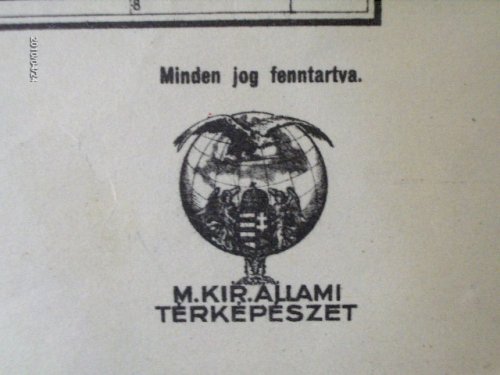 Minden jog fenntartva.
M.KIR.ÁLLAMI
TÉRKÉPÉSZET